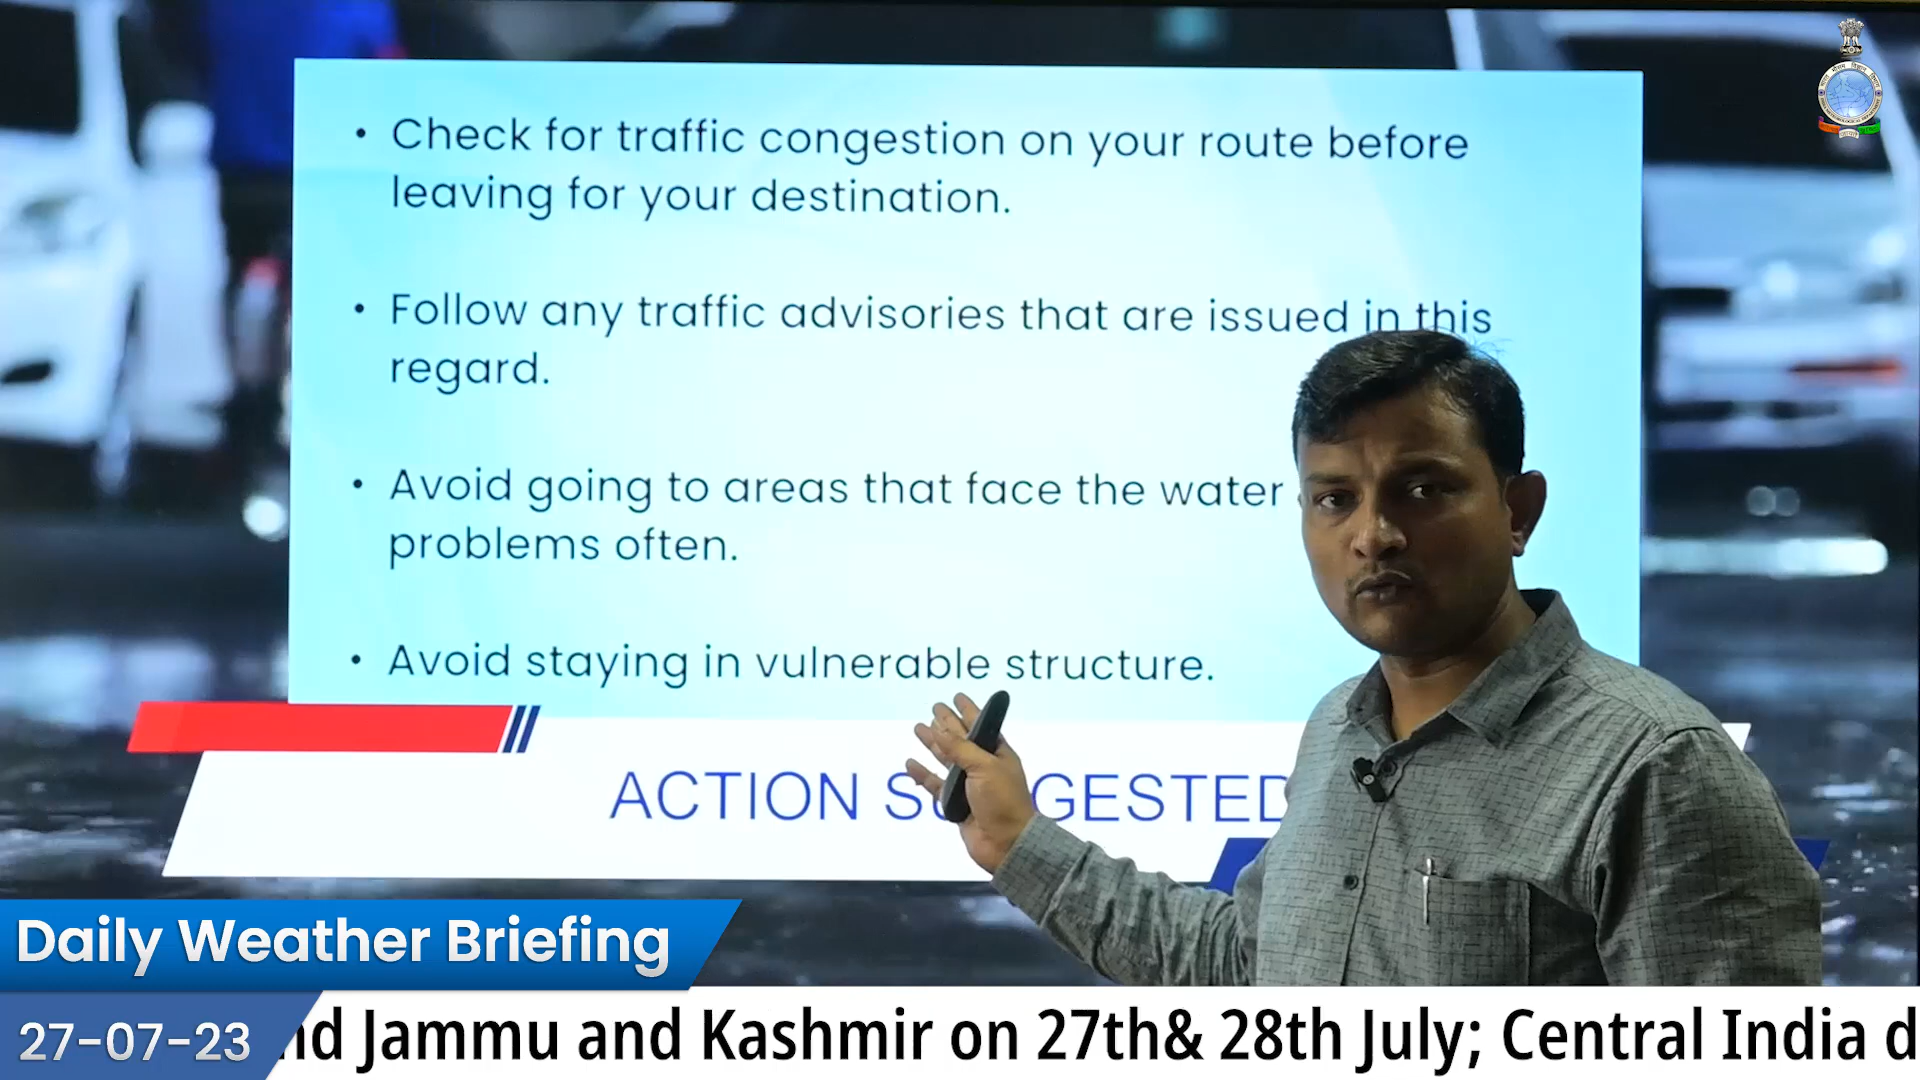 • Check for traffic congestion on your route before
leaving for your destination.
• Follow any traffic advisories that are issued in this
regard.
• Avoid going to areas that face the water
problems often.
• Avoid staying in vulnerable structure.
ACTION SUGGESTED
Daily Weather Briefing
27-07-23
nd Jammu and Kashmir on 27th& 28th July; Central India d